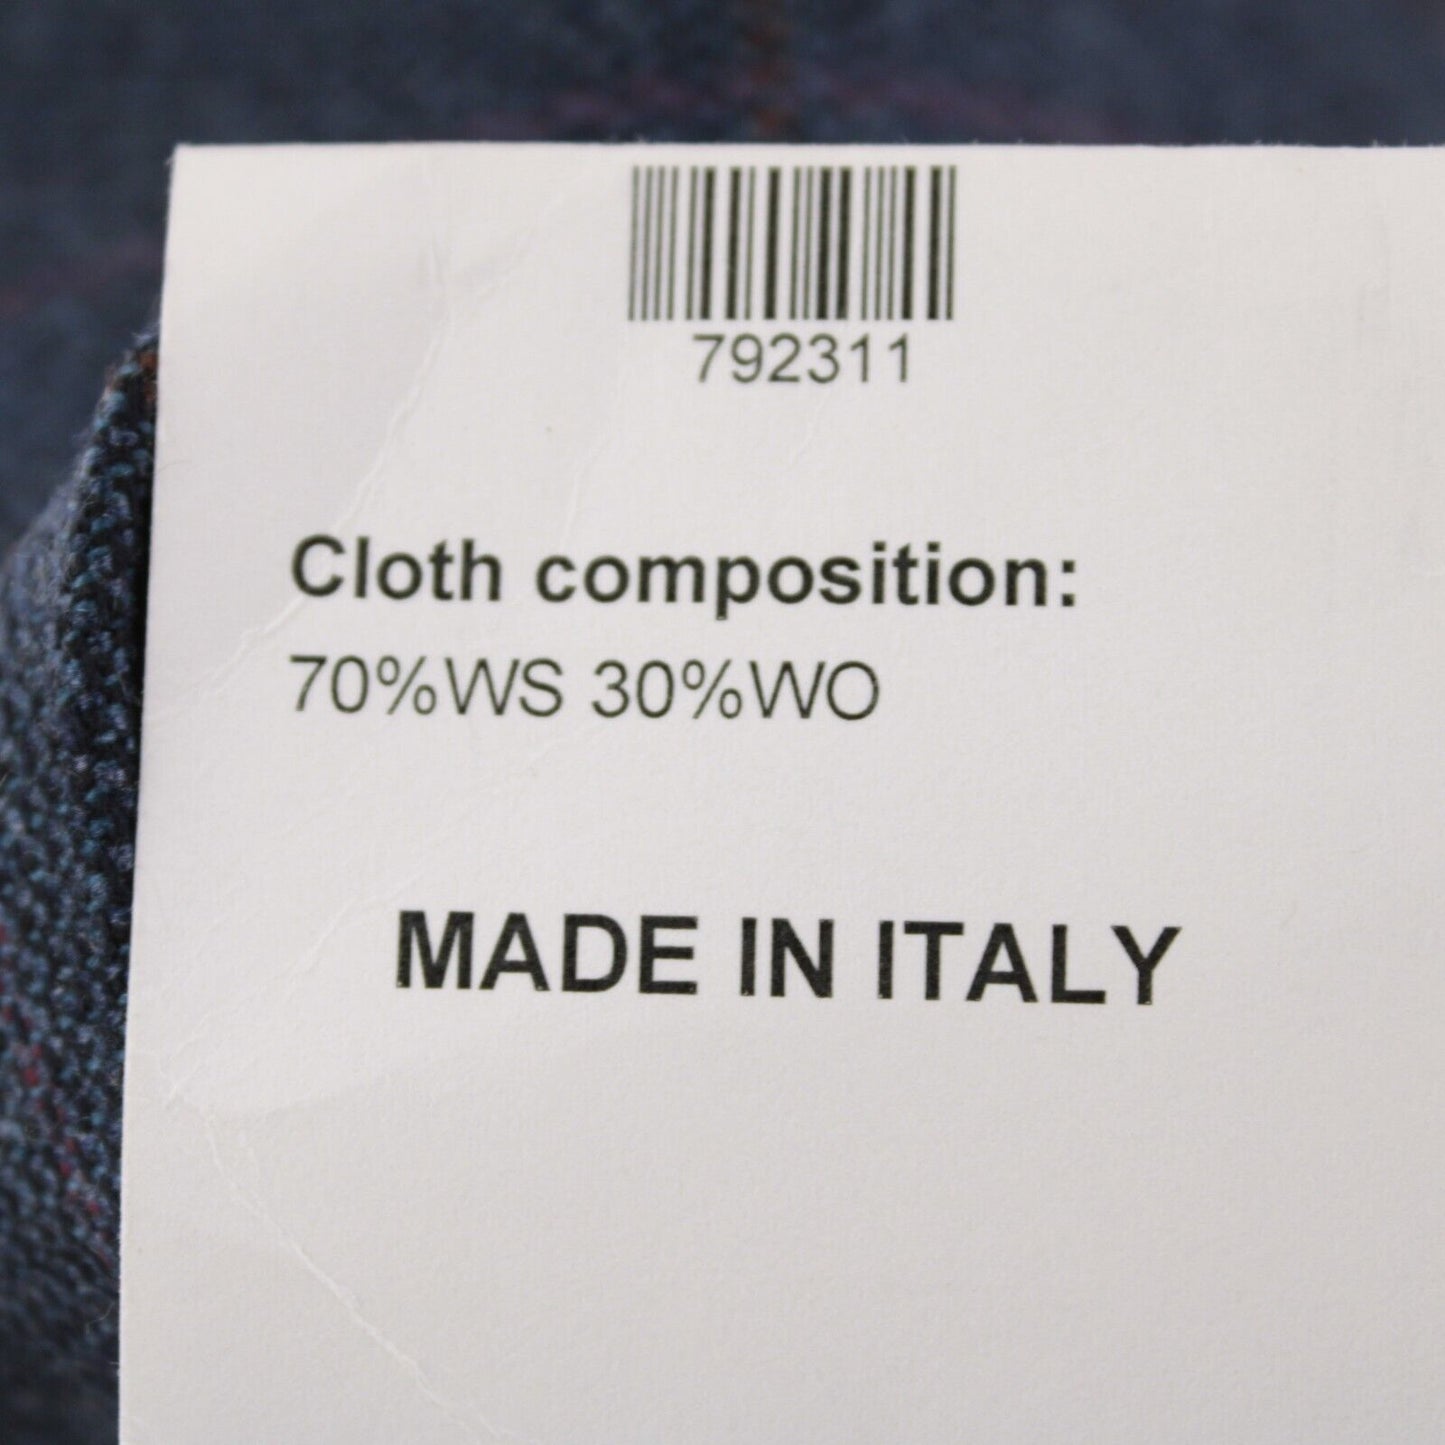 792311
Cloth composition:
70%WS 30%WO
MADE IN ITALY